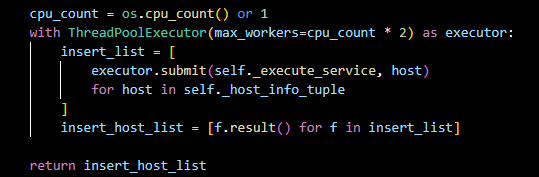 cpu_count = os.cpu_count() or 1
with ThreadPoolExecutor(max_workers=cpu_count * 2) as executor:
    insert_list = [
        executor.submit(self._execute_service, host)
        for host in self._host_info_tuple
    ]
    insert_host_list = [f.result() for f in insert_list]

return insert_host_list